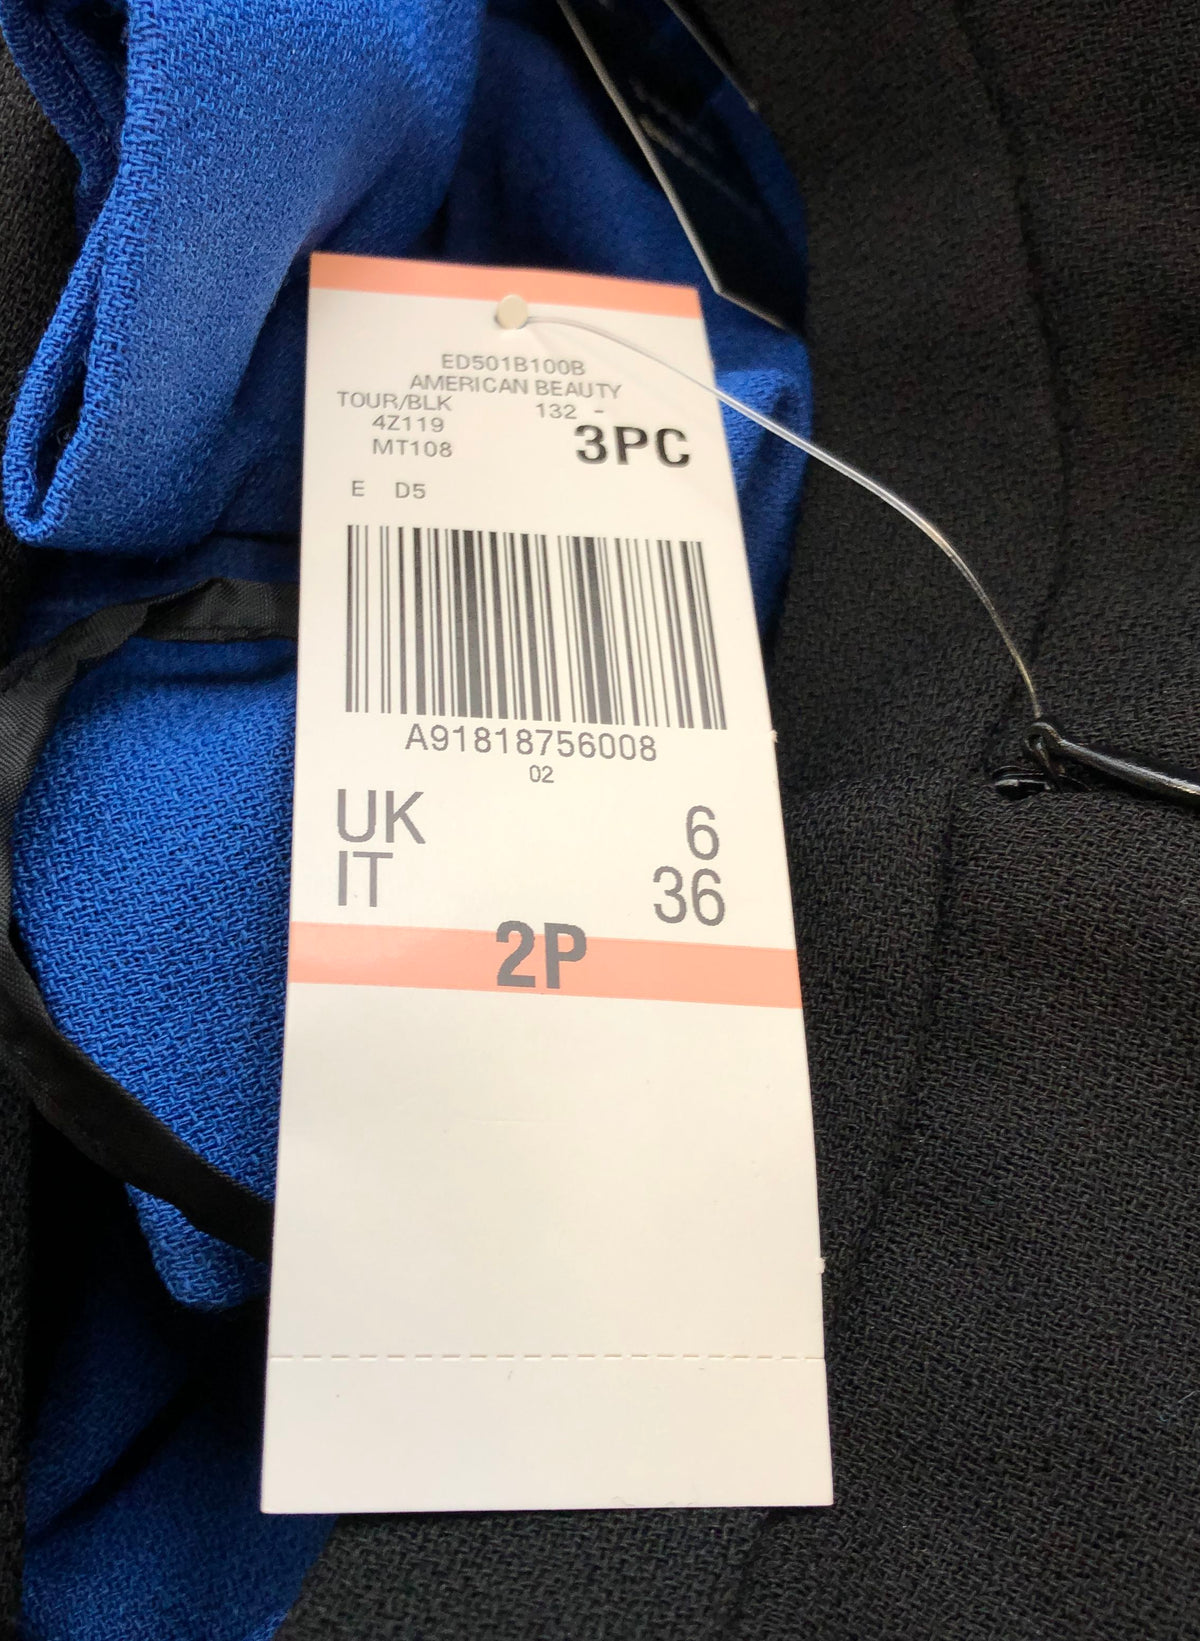 ED501B100B
AMERICAN BEAUTY
TOUR/BLK 132 -
4Z119 3PC
MT108
E D5
A91818756008
02
UK 6
IT 36
2P